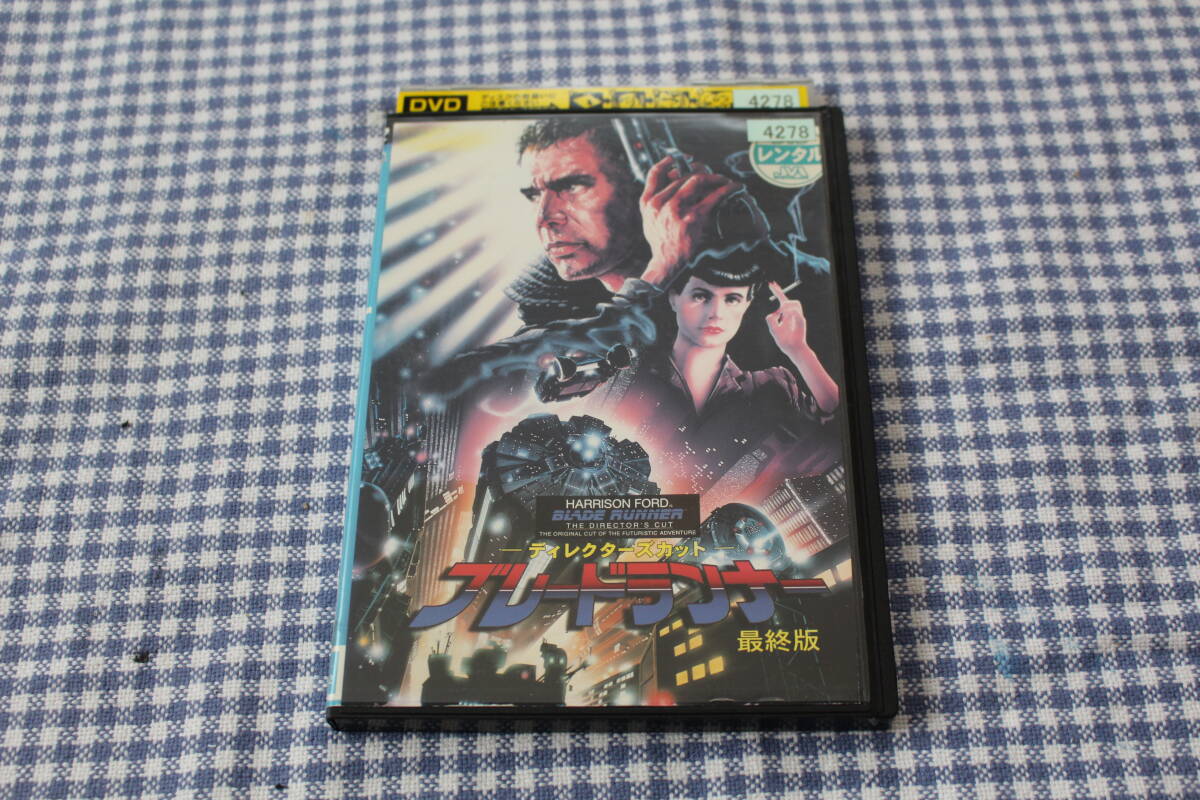 DVD
4278
4278
レンタル
JVA
HARRISON FORD
BLADE RUNNER
THE DIRECTOR'S CUT
THE ORIGINAL CUT OF THE FUTURISTIC ADVENTURE
ディレクターズカット
ブレードランナー
最終版